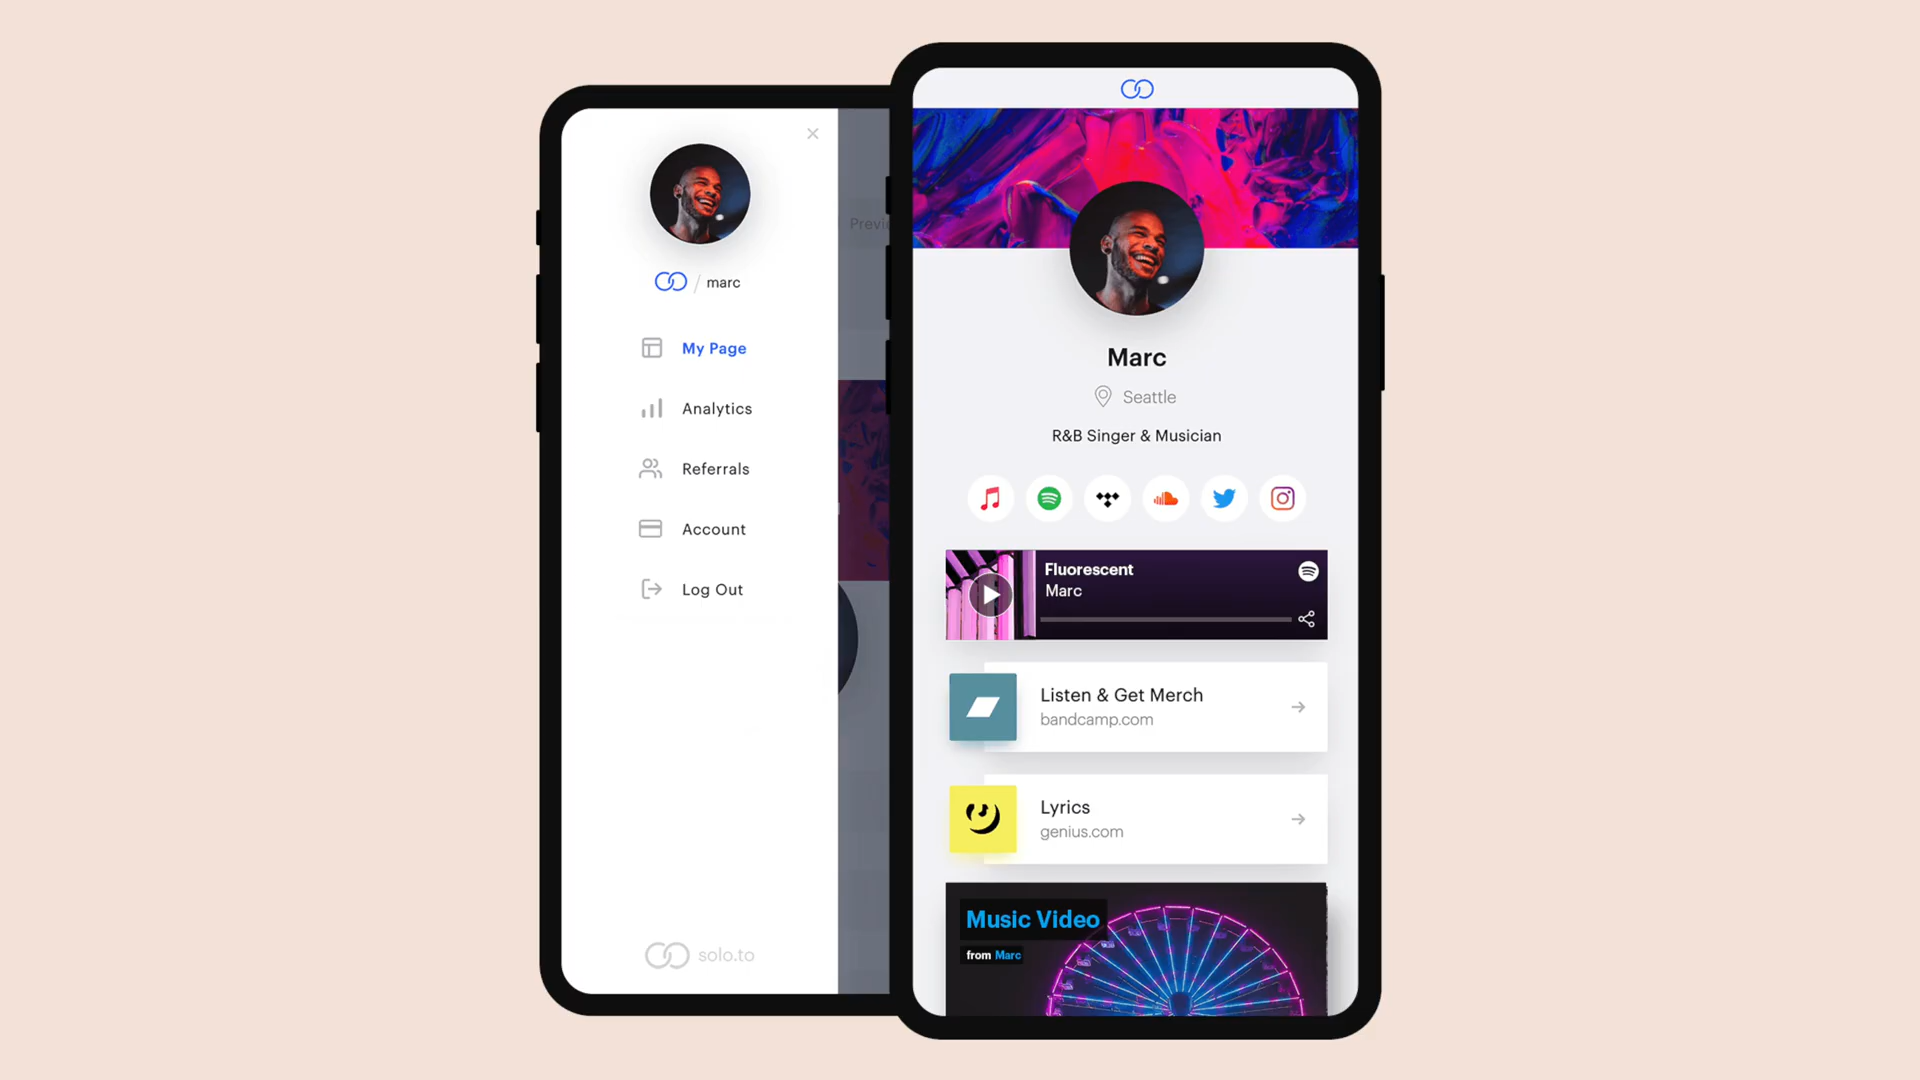 Previ
/ marc
My Page
Analytics
Referrals
Account
Log Out
solo.to
Marc
Seattle
R&B Singer & Musician
Fluorescent
Marc
Listen & Get Merch
bandcamp.com
Lyrics
genius.com
Music Video
from Marc